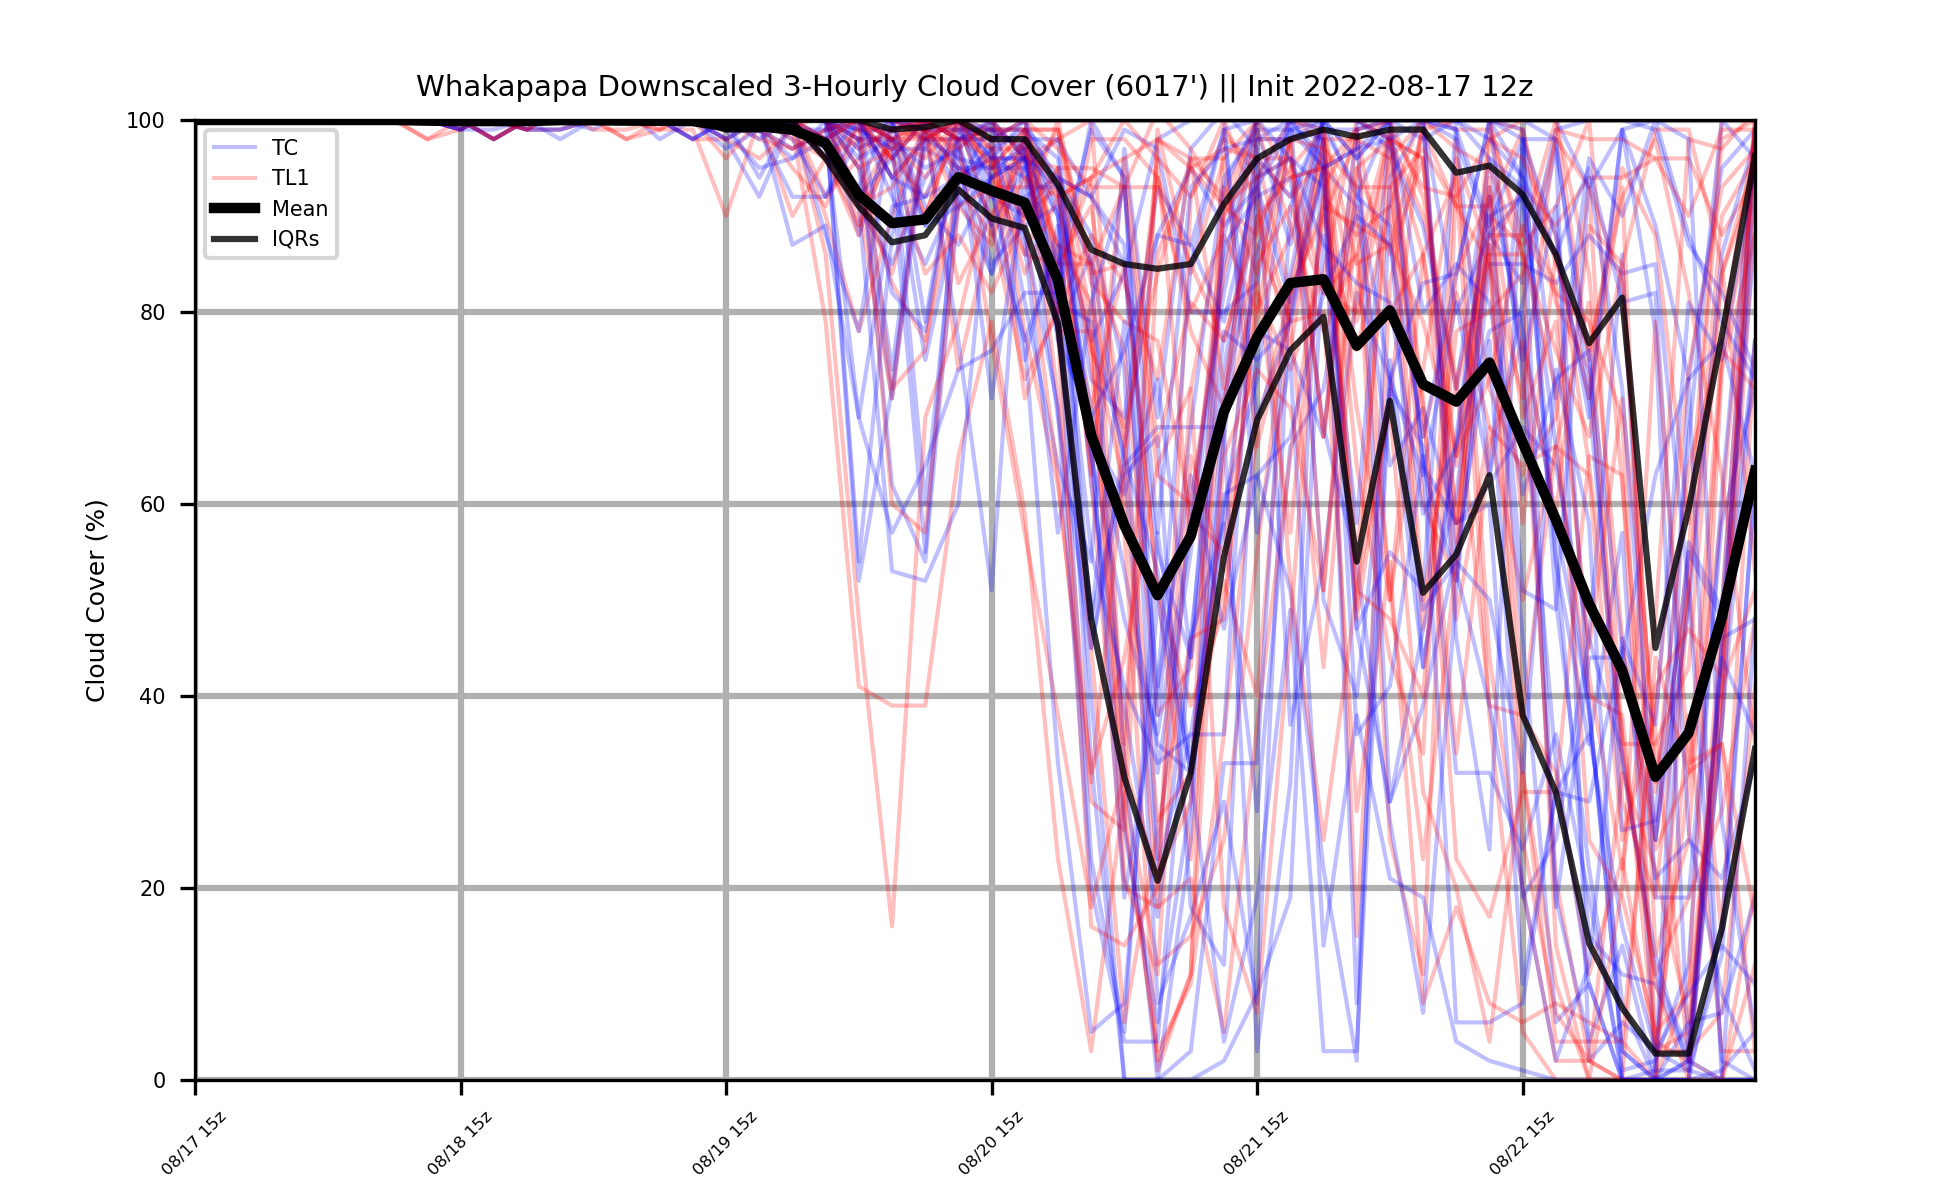 Whakapapa Downscaled 3-Hourly Cloud Cover (6017') || Init 2022-08-17 12z
Cloud Cover (%)
100
80
60
40
20
0
TC
TL1
Mean
IQRs
08/17 15z
08/18 15z
08/19 15z
08/20 15z
08/21 15z
08/22 15z